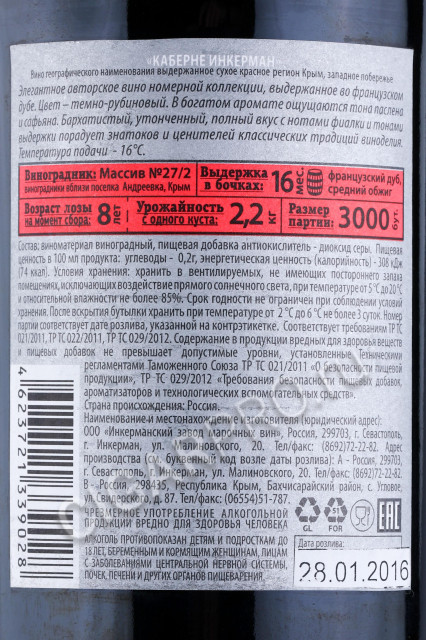 «КАБЕРНЕ ИНКЕРМАН»
Вино географического наименования выдержанное сухое красное регион Крым, западное побережье
Элегантное авторское вино номерной коллекции, выдержанное во французском
дубе. Цвет – темно-рубиновый. В богатом аромате ощущаются тона паслена
и сафьяна. Бархатистый, утонченный, полный вкус с нотами фиалки и тонами
выдержки порадует знатоков и ценителей классических традиций виноделия.
Температура подачи - 16°С.
Виноградник: Массив №27/2
виноградники вблизи поселка Андреевка, Крым
Выдержка
в бочках: 16 мес.
французский дуб,
средний обжиг
Возраст лозы
на момент сбора: 8 лет
Урожайность
с одного куста: 2,2 кг
Размер
партии: 3000 бут.
Состав: виноматериал виноградный, пищевая добавка антиокислитель - диоксид серы. Пищевая
ценность в 100 мл продукта: углеводы - 0,2г, энергетическая ценность (калорийность) - 308 кДж
(74 ккал). Условия хранения: хранить в вентилируемых, не имеющих постороннего запаха
помещениях, исключающих воздействие прямого солнечного света, при температуре от 5°С до 20°С
и относительной влажности не более 85%. Срок годности не ограничен при соблюдении условий
хранения. После вскрытия бутылки хранить при температуре от 2°С до 6°С не более 3 суток. Номер
партии соответствует дате розлива, указанной на контрэтикетке. Соответствует требованиям ТР ТС
021/2011, ТР ТС 022/2011, ТР ТС 029/2012. Содержание в продукции вредных для здоровья веществ
и пищевых добавок не превышает допустимые уровни, установленные Техническими
регламентами Таможенного Союза ТР ТС 021/2011 «О безопасности пищевой
продукции», ТР ТС 029/2012 «Требования безопасности пищевых добавок,
ароматизаторов и технологических вспомогательных средств».
Страна происхождения: Россия.
Наименование и местонахождение изготовителя (юридический адрес):
ООО «Инкерманский завод марочных вин», Россия, 299703, г. Севастополь,
г. Инкерман, ул. Малиновского, 20. Тел./факс: (8692)72-22-82. Адрес
производства (см. буквенный код возле даты розлива): А - Россия, 299703,
г. Севастополь, г. Инкерман, ул. Малиновского, 20. Тел./факс: (8692)72-22-82.
В - Россия, 298435, Республика Крым, Бахчисарайский район, с. Угловое,
ул. Свидерского, д. 87. Тел./факс: (06554)51-787.
ЧРЕЗМЕРНОЕ УПОТРЕБЛЕНИЕ АЛКОГОЛЬНОЙ
ПРОДУКЦИИ ВРЕДНО ДЛЯ ЗДОРОВЬЯ ЧЕЛОВЕКА
АЛКОГОЛЬ ПРОТИВОПОКАЗАН ДЕТЯМ И ПОДРОСТКАМ ДО
18 ЛЕТ, БЕРЕМЕННЫМ И КОРМЯЩИМ ЖЕНЩИНАМ, ЛИЦАМ
С ЗАБОЛЕВАНИЯМИ ЦЕНТРАЛЬНОЙ НЕРВНОЙ СИСТЕМЫ,
ПОЧЕК, ПЕЧЕНИ И ДРУГИХ ОРГАНОВ ПИЩЕВАРЕНИЯ.
4 623721 339028
GL
51
FOR
EAC
Дата розлива:
28.01.2016